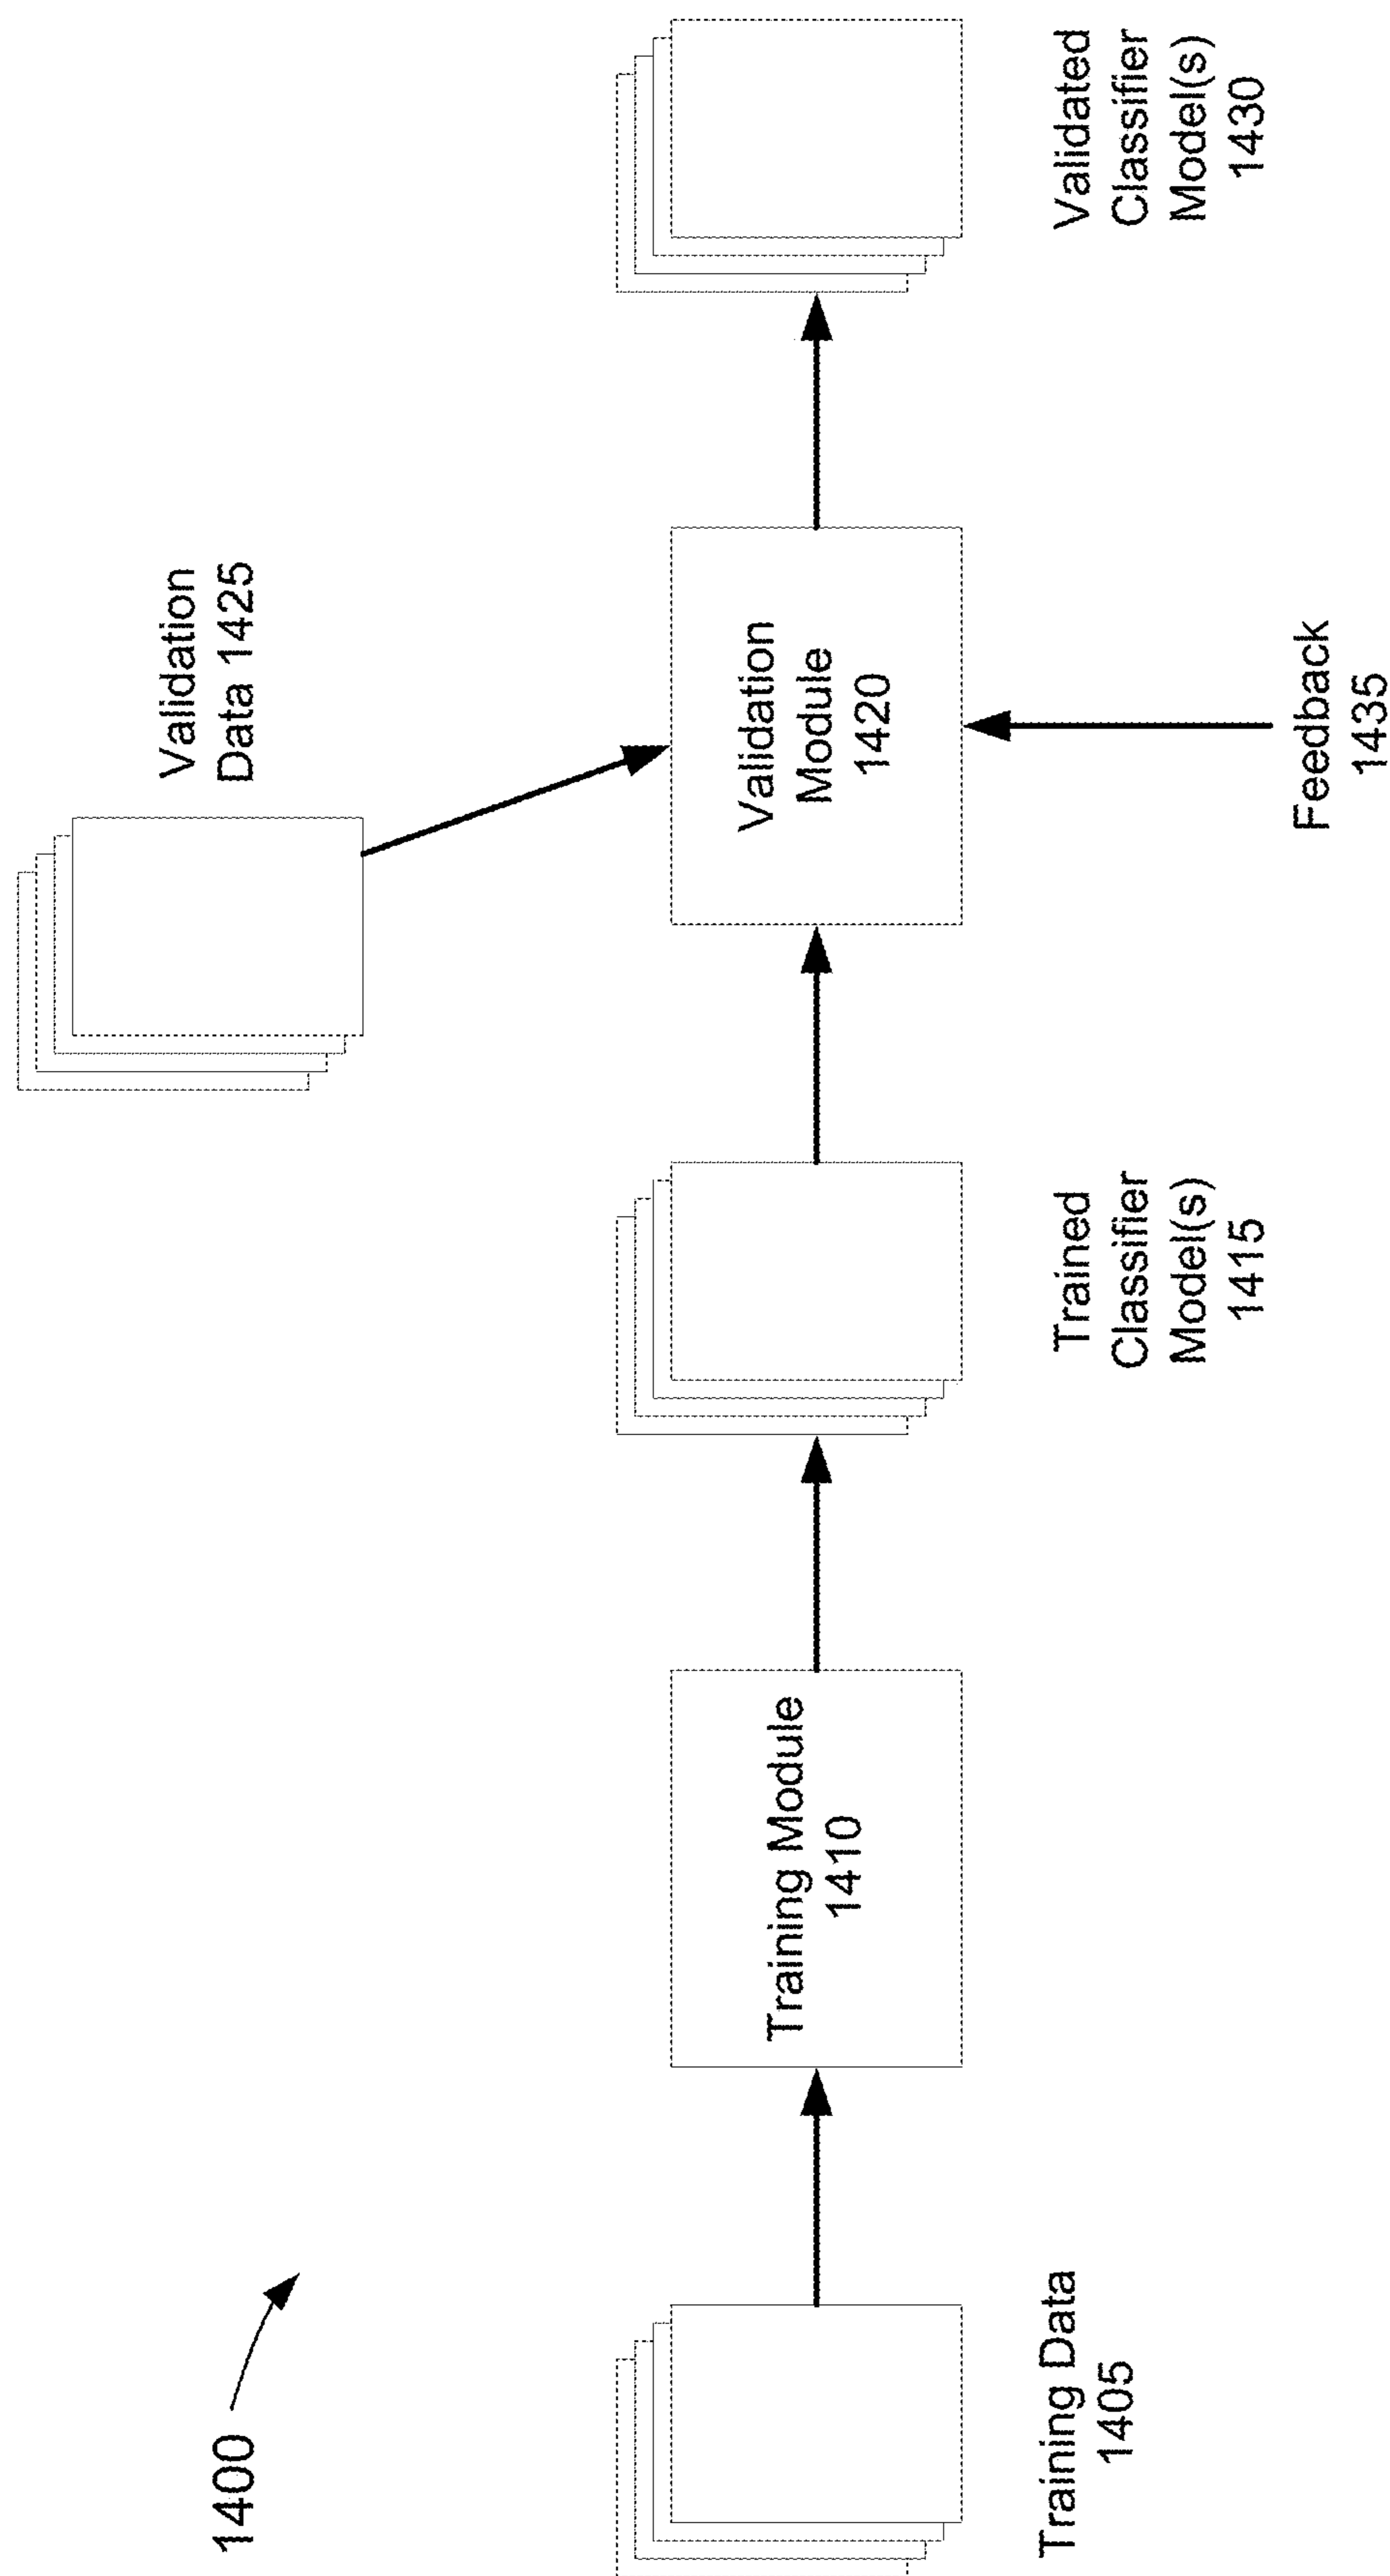 1400
Validation
Data 1425
Training Module
1410
Validation
Module
1420
Training Data
1405
Trained
Classifier
Model(s)
1415
Validated
Classifier
Model(s)
1430
Feedback
1435